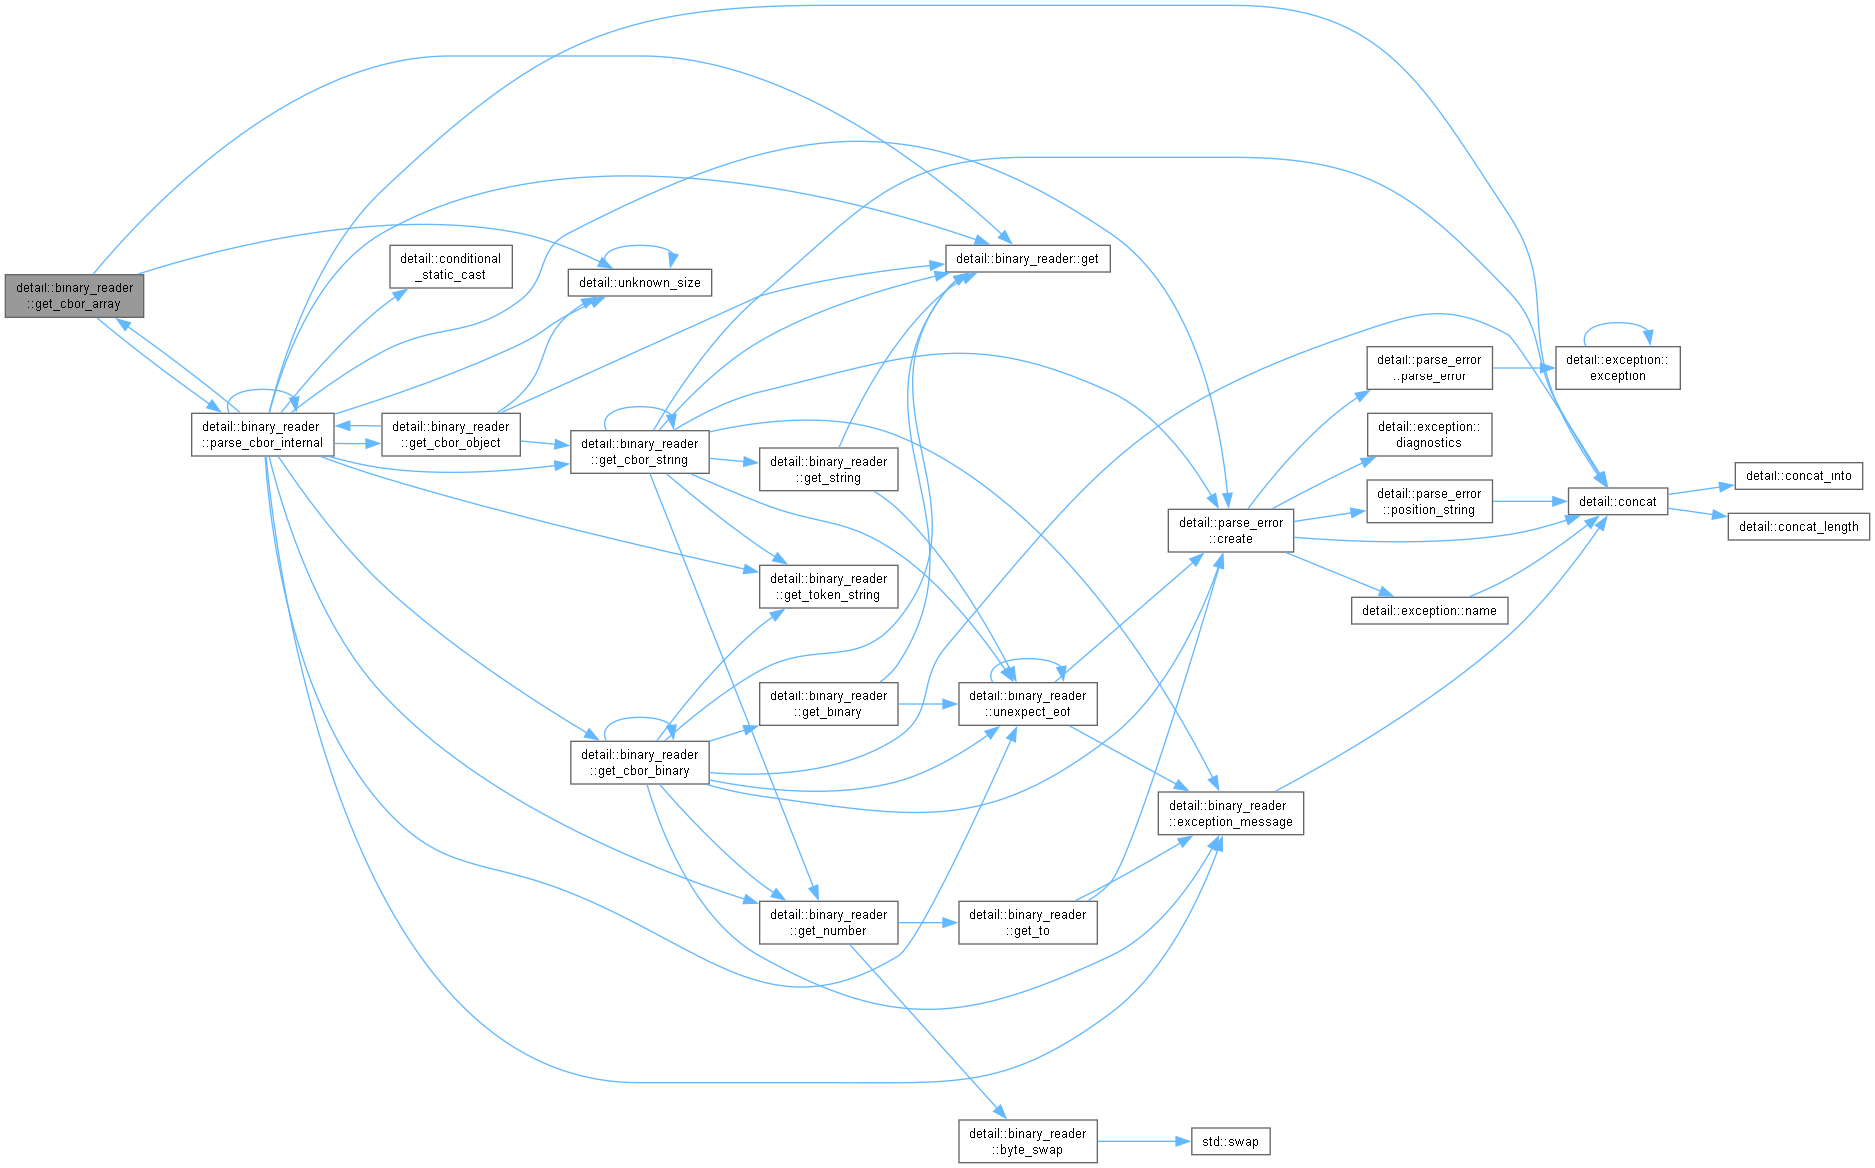 detail::binary_reader
::get_cbor_array
detail::binary_reader
::parse_cbor_internal
detail::conditional
_static_cast
detail::binary_reader
::get_cbor_object
detail::unknown_size
detail::binary_reader
::get_cbor_string
detail::binary_reader
::get_cbor_binary
detail::binary_reader
::get_string
detail::binary_reader
::get_token_string
detail::binary_reader
::get_binary
detail::binary_reader
::get_number
detail::binary_reader::get
detail::binary_reader
::unexpect_eof
detail::binary_reader
::get_to
detail::binary_reader
::byte_swap
detail::parse_error
::create
detail::binary_reader
::exception_message
std::swap
detail::parse_error
::parse_error
detail::exception::
diagnostics
detail::parse_error
::position_string
detail::exception::name
detail::exception::
exception
detail::concat
detail::concat_into
detail::concat_length